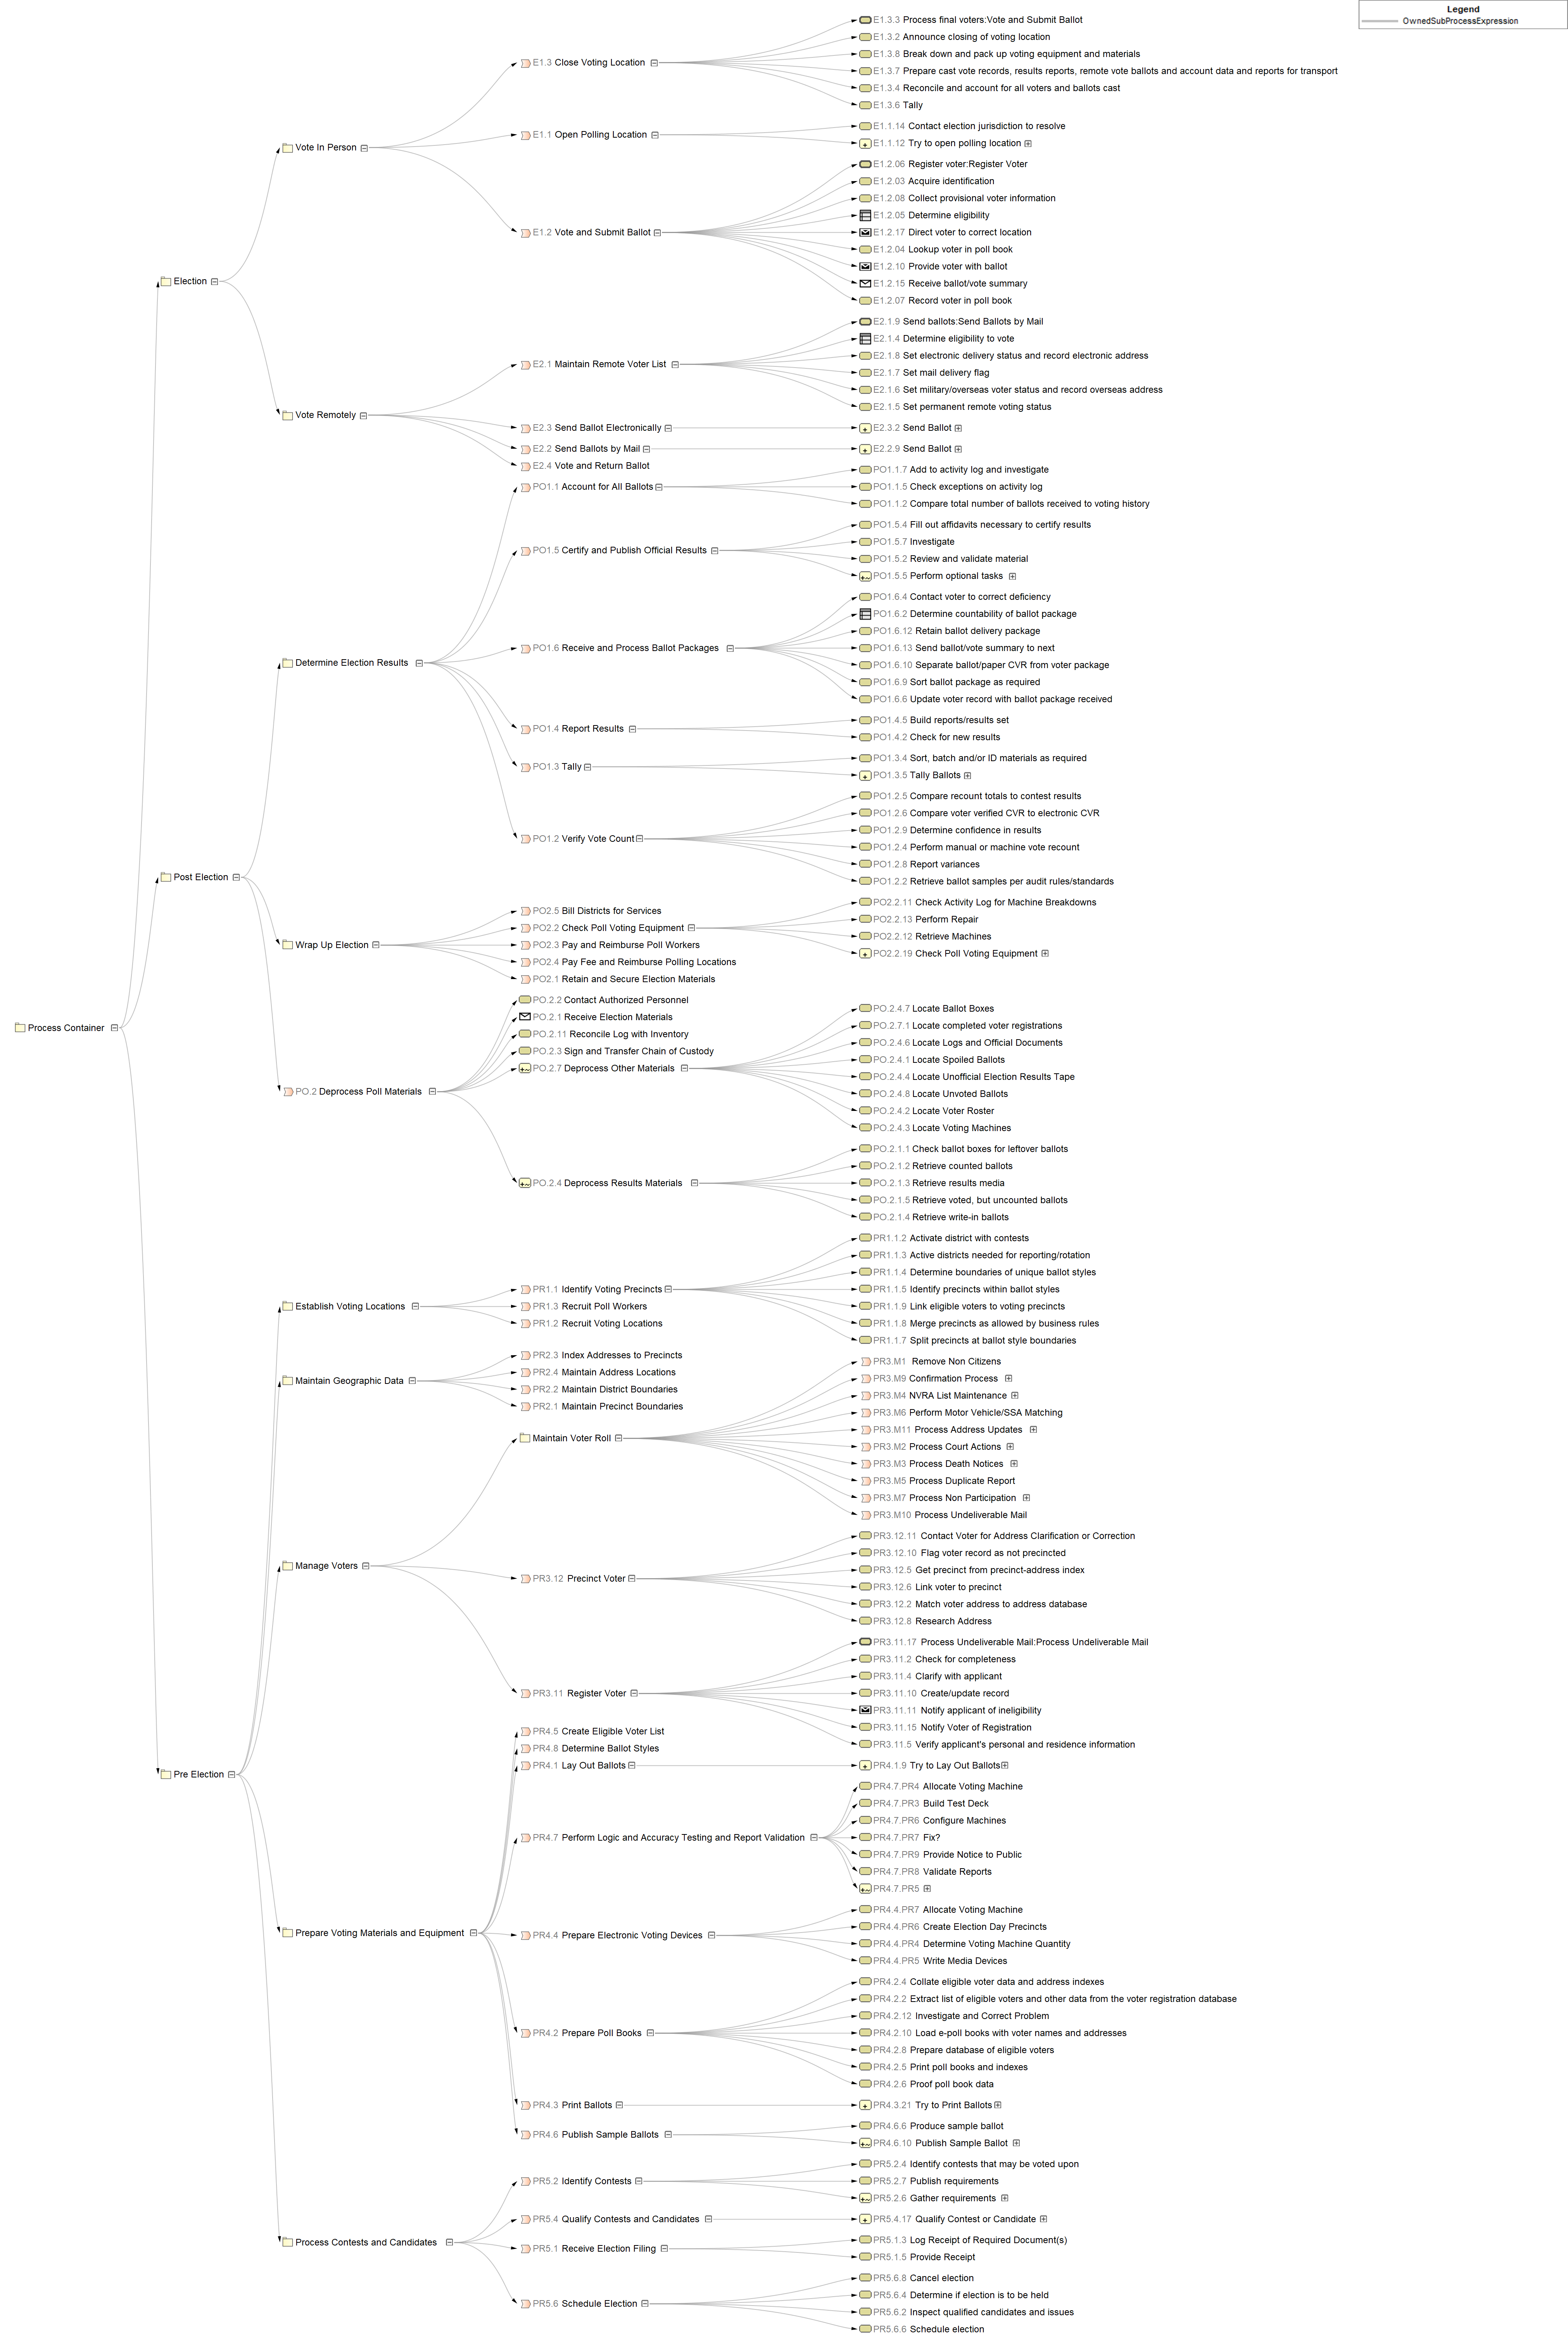 Legend
OwnedSubProcessExpression
Process Container
Election
Vote In Person
E1.3 Close Voting Location
E1.3.3 Process final voters:Vote and Submit Ballot
E1.3.2 Announce closing of voting location
E1.3.8 Break down and pack up voting equipment and materials
E1.3.7 Prepare cast vote records, results reports, remote vote ballots and account data and reports for transport
E1.3.4 Reconcile and account for all voters and ballots cast
E1.3.6 Tally
E1.1 Open Polling Location
E1.1.14 Contact election jurisdiction to resolve
E1.1.12 Try to open polling location
E1.2 Vote and Submit Ballot
E1.2.06 Register voter:Register Voter
E1.2.03 Acquire identification
E1.2.08 Collect provisional voter information
E1.2.05 Determine eligibility
E1.2.17 Direct voter to correct location
E1.2.04 Lookup voter in poll book
E1.2.10 Provide voter with ballot
E1.2.15 Receive ballot/vote summary
E1.2.07 Record voter in poll book
Vote Remotely
E2.1 Maintain Remote Voter List
E2.1.9 Send ballots:Send Ballots by Mail
E2.1.4 Determine eligibility to vote
E2.1.8 Set electronic delivery status and record electronic address
E2.1.7 Set mail delivery flag
E2.1.6 Set military/overseas voter status and record overseas address
E2.1.5 Set permanent remote voting status
E2.3 Send Ballot Electronically
E2.3.2 Send Ballot
E2.2 Send Ballots by Mail
E2.2.9 Send Ballot
E2.4 Vote and Return Ballot
Post Election
Determine Election Results
PO1.1 Account for All Ballots
PO1.1.7 Add to activity log and investigate
PO1.1.5 Check exceptions on activity log
PO1.1.2 Compare total number of ballots received to voting history
PO1.5 Certify and Publish Official Results
PO1.5.4 Fill out affidavits necessary to certify results
PO1.5.7 Investigate
PO1.5.2 Review and validate material
PO1.5.5 Perform optional tasks
PO1.6 Receive and Process Ballot Packages
PO1.6.4 Contact voter to correct deficiency
PO1.6.2 Determine countability of ballot package
PO1.6.12 Retain ballot delivery package
PO1.6.13 Send ballot/vote summary to next
PO1.6.10 Separate ballot/paper CVR from voter package
PO1.6.9 Sort ballot package as required
PO1.6.6 Update voter record with ballot package received
PO1.4 Report Results
PO1.4.5 Build reports/results set
PO1.4.2 Check for new results
PO1.3 Tally
PO1.3.4 Sort, batch and/or ID materials as required
PO1.3.5 Tally Ballots
PO1.2 Verify Vote Count
PO1.2.5 Compare recount totals to contest results
PO1.2.6 Compare voter verified CVR to electronic CVR
PO1.2.9 Determine confidence in results
PO1.2.4 Perform manual or machine vote recount
PO1.2.8 Report variances
PO1.2.2 Retrieve ballot samples per audit rules/standards
Wrap Up Election
PO2.5 Bill Districts for Services
PO2.2 Check Poll Voting Equipment
PO2.2.11 Check Activity Log for Machine Breakdowns
PO2.2.13 Perform Repair
PO2.2.12 Retrieve Machines
PO2.2.19 Check Poll Voting Equipment
PO2.3 Pay and Reimburse Poll Workers
PO2.4 Pay Fee and Reimburse Polling Locations
PO2.1 Retain and Secure Election Materials
PO.2 Deprocess Poll Materials
PO.2.2 Contact Authorized Personnel
PO.2.1 Receive Election Materials
PO.2.11 Reconcile Log with Inventory
PO.2.3 Sign and Transfer Chain of Custody
PO.2.7 Deprocess Other Materials
PO.2.4.7 Locate Ballot Boxes
PO.2.7.1 Locate completed voter registrations
PO.2.4.6 Locate Logs and Official Documents
PO.2.4.1 Locate Spoiled Ballots
PO.2.4.4 Locate Unofficial Election Results Tape
PO.2.4.8 Locate Unvoted Ballots
PO.2.4.2 Locate Voter Roster
PO.2.4.3 Locate Voting Machines
PO.2.4 Deprocess Results Materials
PO.2.1.1 Check ballot boxes for leftover ballots
PO.2.1.2 Retrieve counted ballots
PO.2.1.3 Retrieve results media
PO.2.1.5 Retrieve voted, but uncounted ballots
PO.2.1.4 Retrieve write-in ballots
Pre Election
Establish Voting Locations
PR1.1 Identify Voting Precincts
PR1.1.2 Activate district with contests
PR1.1.3 Active districts needed for reporting/rotation
PR1.1.4 Determine boundaries of unique ballot styles
PR1.1.5 Identify precincts within ballot styles
PR1.1.9 Link eligible voters to voting precincts
PR1.1.8 Merge precincts as allowed by business rules
PR1.1.7 Split precincts at ballot style boundaries
PR1.3 Recruit Poll Workers
PR1.2 Recruit Voting Locations
Maintain Geographic Data
PR2.3 Index Addresses to Precincts
PR2.4 Maintain Address Locations
PR2.2 Maintain District Boundaries
PR2.1 Maintain Precinct Boundaries
Manage Voters
Maintain Voter Roll
PR3.M1 Remove Non Citizens
PR3.M9 Confirmation Process
PR3.M4 NVRA List Maintenance
PR3.M6 Perform Motor Vehicle/SSA Matching
PR3.M11 Process Address Updates
PR3.M2 Process Court Actions
PR3.M3 Process Death Notices
PR3.M5 Process Duplicate Report
PR3.M7 Process Non Participation
PR3.M10 Process Undeliverable Mail
PR3.12 Precinct Voter
PR3.12.11 Contact Voter for Address Clarification or Correction
PR3.12.10 Flag voter record as not precincted
PR3.12.5 Get precinct from precinct-address index
PR3.12.6 Link voter to precinct
PR3.12.2 Match voter address to address database
PR3.12.8 Research Address
PR3.11 Register Voter
PR3.11.17 Process Undeliverable Mail:Process Undeliverable Mail
PR3.11.2 Check for completeness
PR3.11.4 Clarify with applicant
PR3.11.10 Create/update record
PR3.11.11 Notify applicant of ineligibility
PR3.11.15 Notify Voter of Registration
PR3.11.5 Verify applicant's personal and residence information
Prepare Voting Materials and Equipment
PR4.5 Create Eligible Voter List
PR4.8 Determine Ballot Styles
PR4.1 Lay Out Ballots
PR4.1.9 Try to Lay Out Ballots
PR4.7 Perform Logic and Accuracy Testing and Report Validation
PR4.7.PR4 Allocate Voting Machine
PR4.7.PR3 Build Test Deck
PR4.7.PR6 Configure Machines
PR4.7.PR7 Fix?
PR4.7.PR9 Provide Notice to Public
PR4.7.PR8 Validate Reports
PR4.7.PR5
PR4.4 Prepare Electronic Voting Devices
PR4.4.PR7 Allocate Voting Machine
PR4.4.PR6 Create Election Day Precincts
PR4.4.PR4 Determine Voting Machine Quantity
PR4.4.PR5 Write Media Devices
PR4.2 Prepare Poll Books
PR4.2.4 Collate eligible voter data and address indexes
PR4.2.2 Extract list of eligible voters and other data from the voter registration database
PR4.2.12 Investigate and Correct Problem
PR4.2.10 Load e-poll books with voter names and addresses
PR4.2.8 Prepare database of eligible voters
PR4.2.5 Print poll books and indexes
PR4.2.6 Proof poll book data
PR4.3 Print Ballots
PR4.3.21 Try to Print Ballots
PR4.6 Publish Sample Ballots
PR4.6.6 Produce sample ballot
PR4.6.10 Publish Sample Ballot
Process Contests and Candidates
PR5.2 Identify Contests
PR5.2.4 Identify contests that may be voted upon
PR5.2.7 Publish requirements
PR5.2.6 Gather requirements
PR5.4 Qualify Contests and Candidates
PR5.4.17 Qualify Contest or Candidate
PR5.1 Receive Election Filing
PR5.1.3 Log Receipt of Required Document(s)
PR5.1.5 Provide Receipt
PR5.6 Schedule Election
PR5.6.8 Cancel election
PR5.6.4 Determine if election is to be held
PR5.6.2 Inspect qualified candidates and issues
PR5.6.6 Schedule election